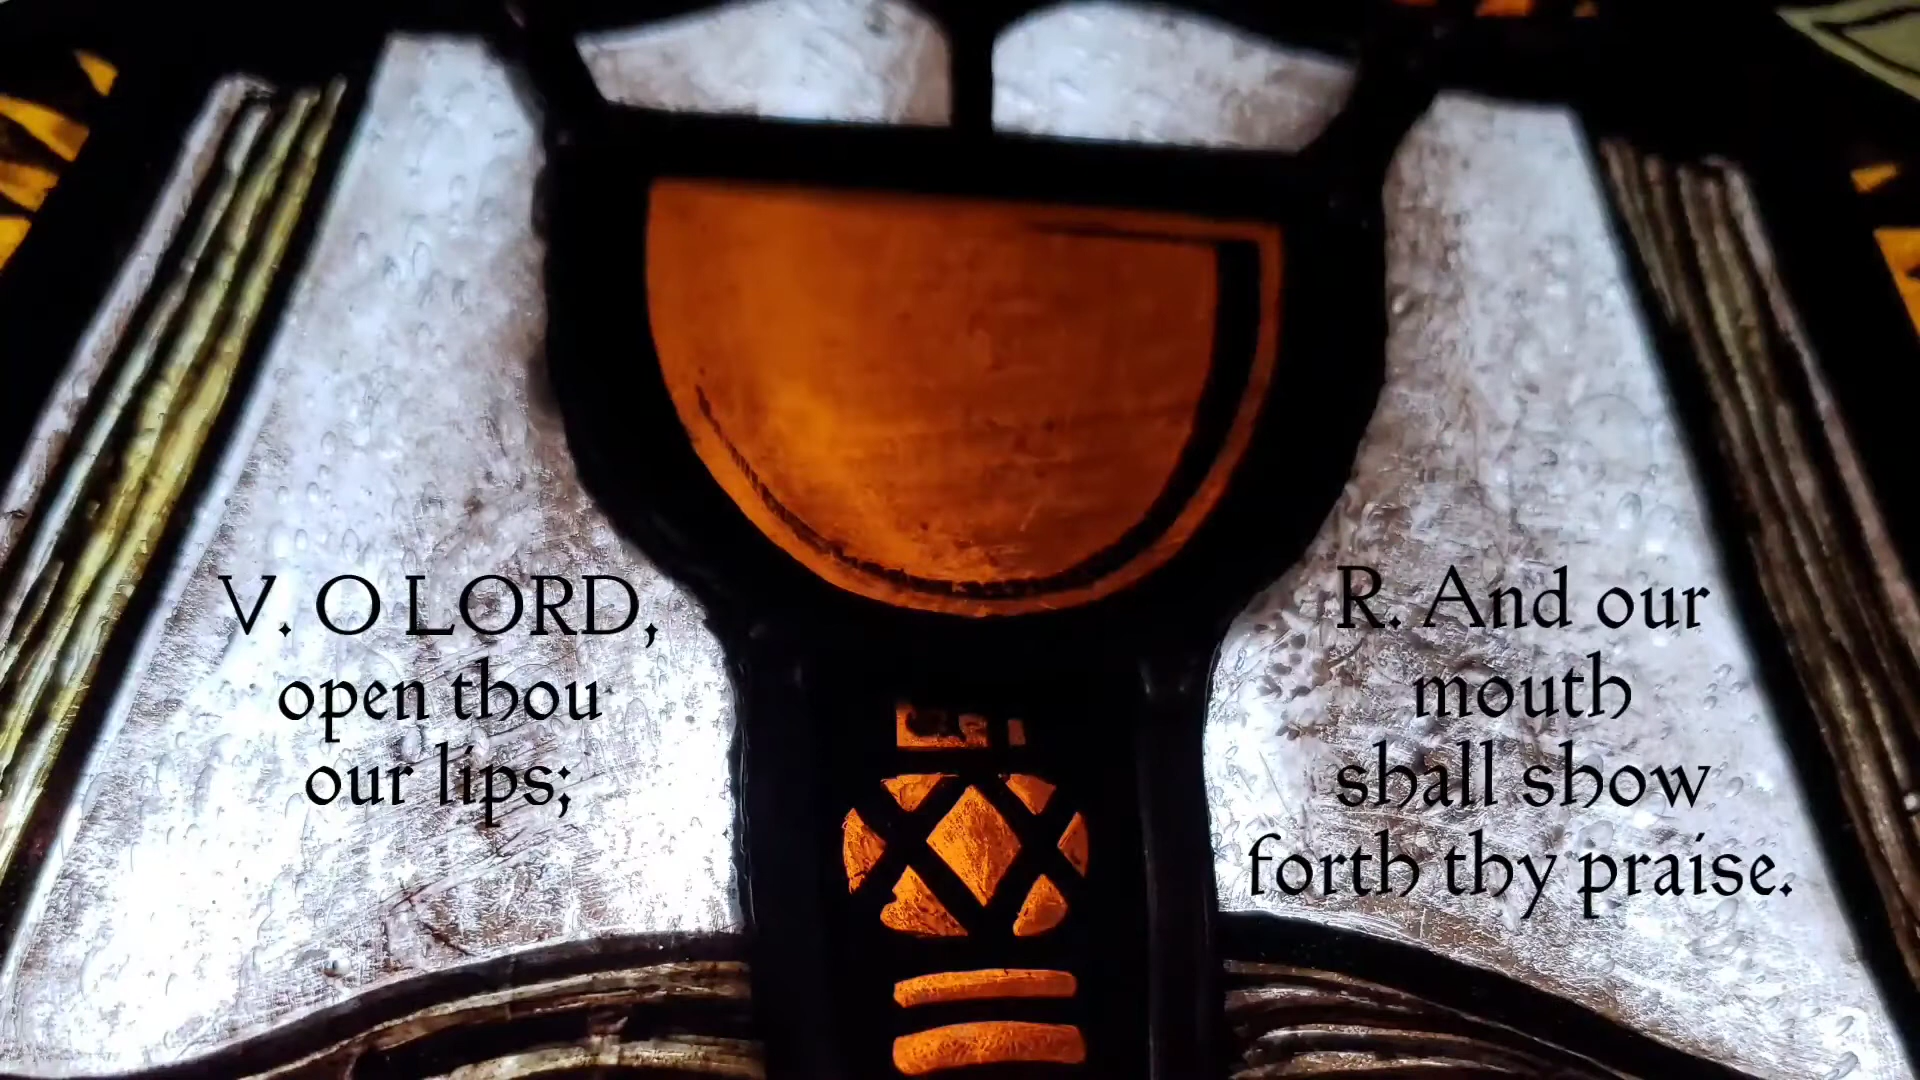 V. O LORD,
open thou
our lips;
R. And our
mouth
shall show
forth thy praise.